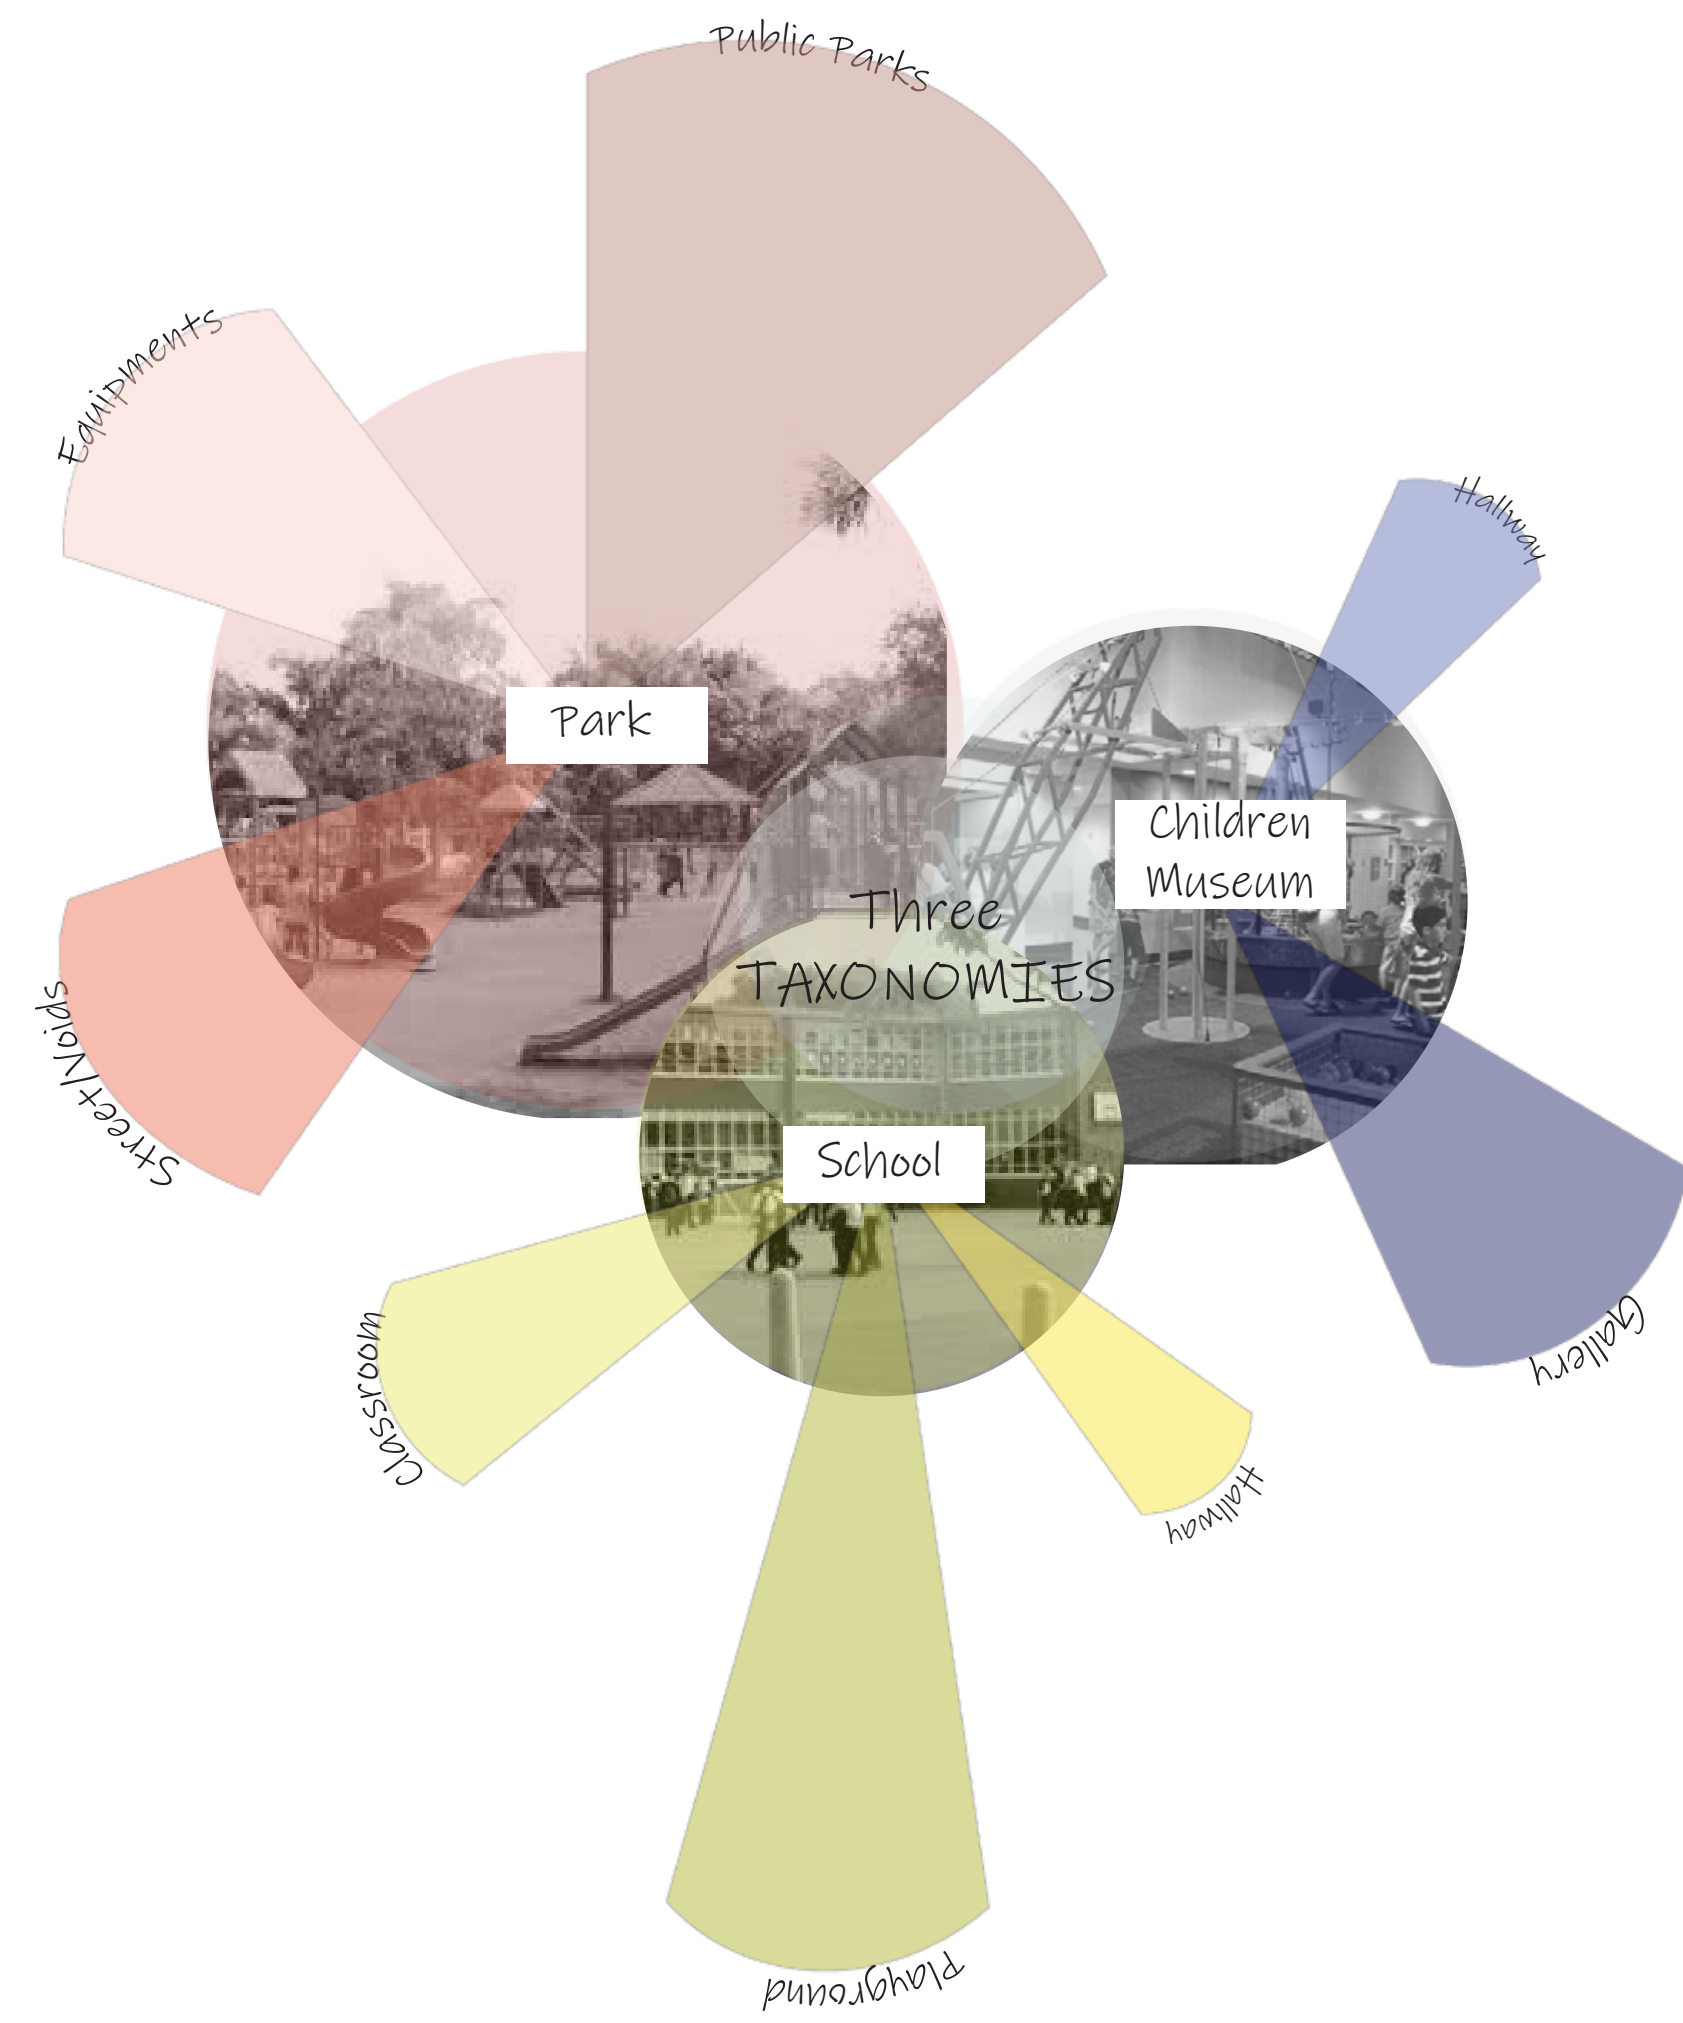 Public Parks
Equipments
Hallway
Park
Children
Museum
Three
TAXONOMIES
Street/Voids
School
Classroom
Gallery
Hallway
Playground